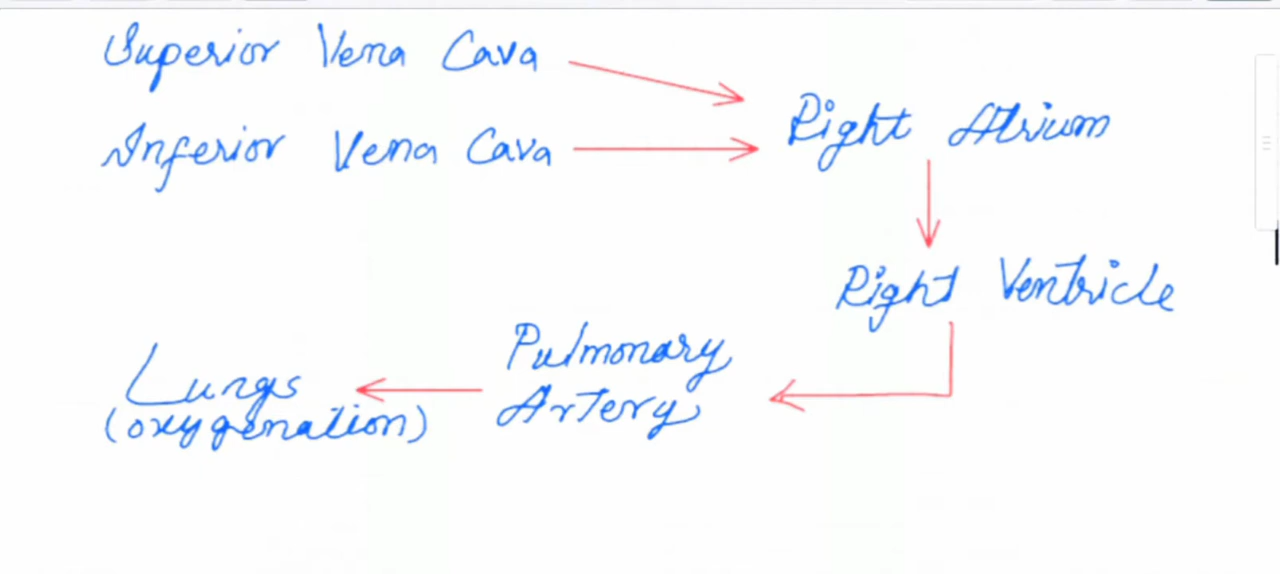 Superior Vena Cava
Inferior Vena Cava
Right Atrium
Right Ventricle
Pulmonary
Artery
Lungs
(oxygenation)